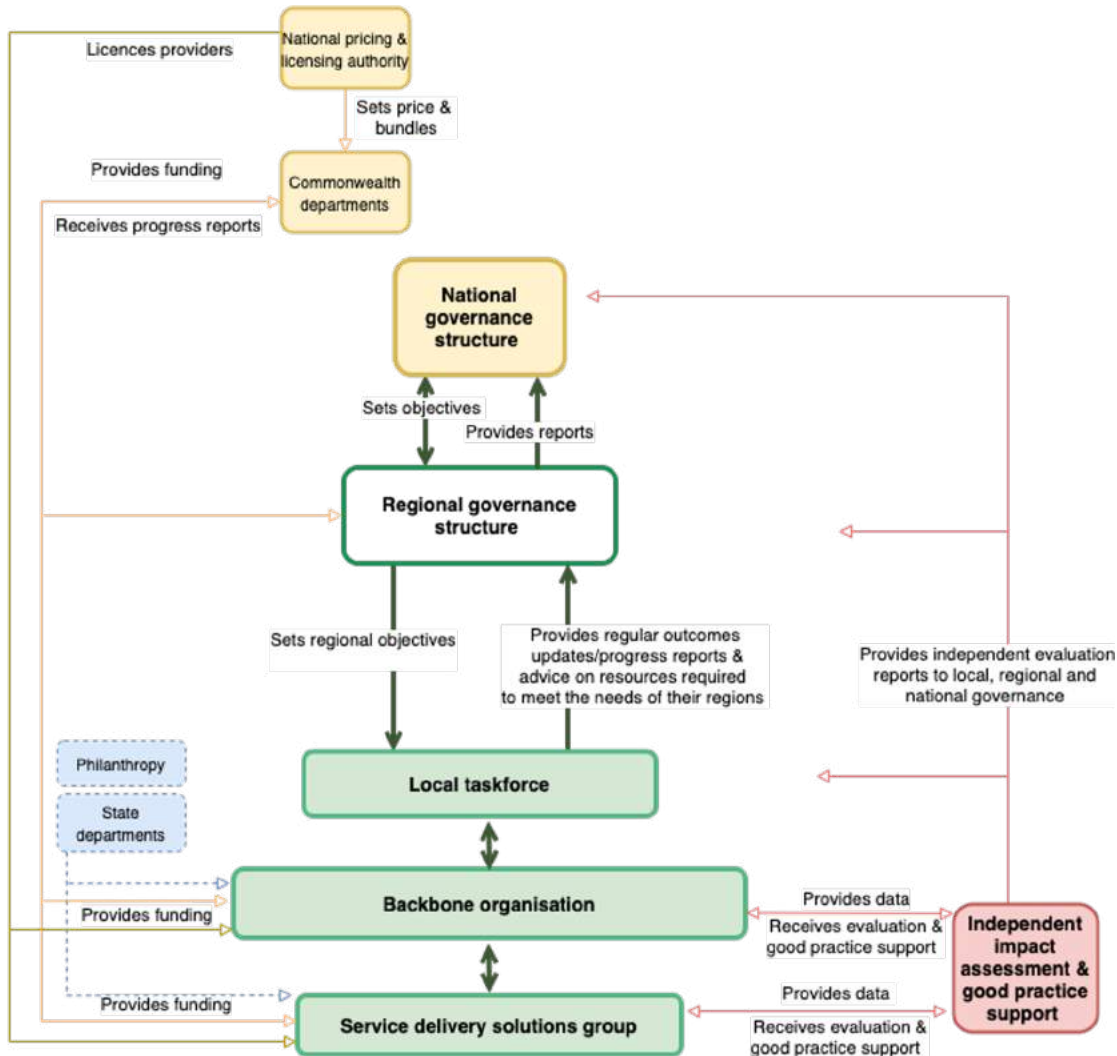 Licences providers
National pricing &
licensing authority
Sets price &
bundles
Provides funding
Commonwealth
departments
Receives progress reports
National
governance
structure
Sets objectives
Provides reports
Regional governance
structure
Sets regional objectives
Provides regular outcomes
updates/progress reports &
advice on resources required
to meet the needs of their regions
Provides independent evaluation
reports to local, regional and
national governance
Philanthropy
State
departments
Local taskforce
Backbone organisation
Provides funding
Provides data
Receives evaluation &
good practice support
Independent
impact
assessment &
good practice
support
Provides funding
Service delivery solutions group
Provides data
Receives evaluation &
good practice support